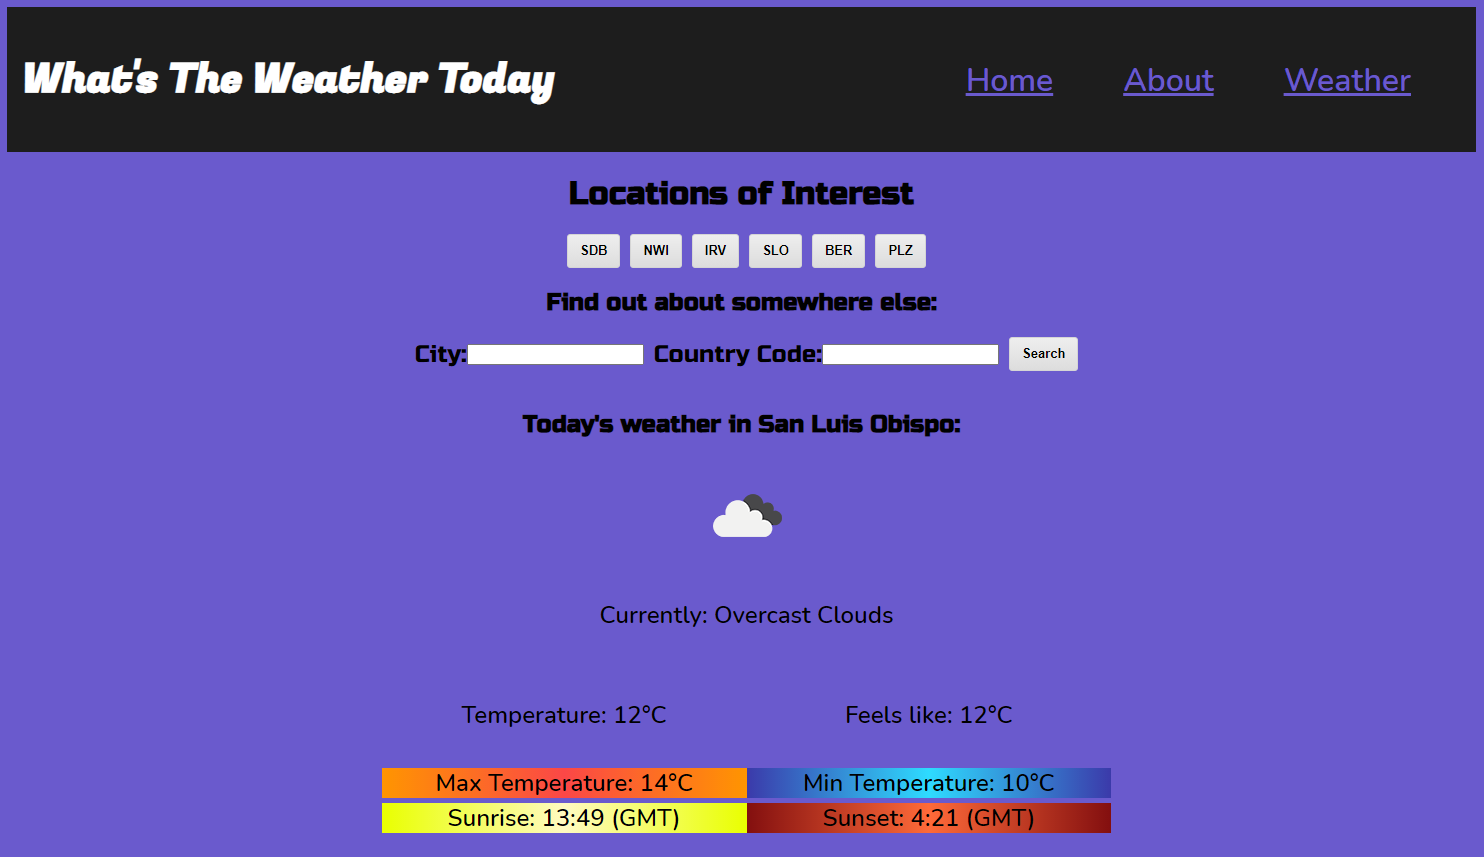 What's The Weather Today
Home About Weather
Locations of Interest
SDB NWI IRV SLO BER PLZ
Find out about somewhere else:
City: Country Code: Search
Today's weather in San Luis Obispo:
Currently: Overcast Clouds
Temperature: 12°C Feels like: 12°C
Max Temperature: 14°C Min Temperature: 10°C
Sunrise: 13:49 (GMT) Sunset: 4:21 (GMT)